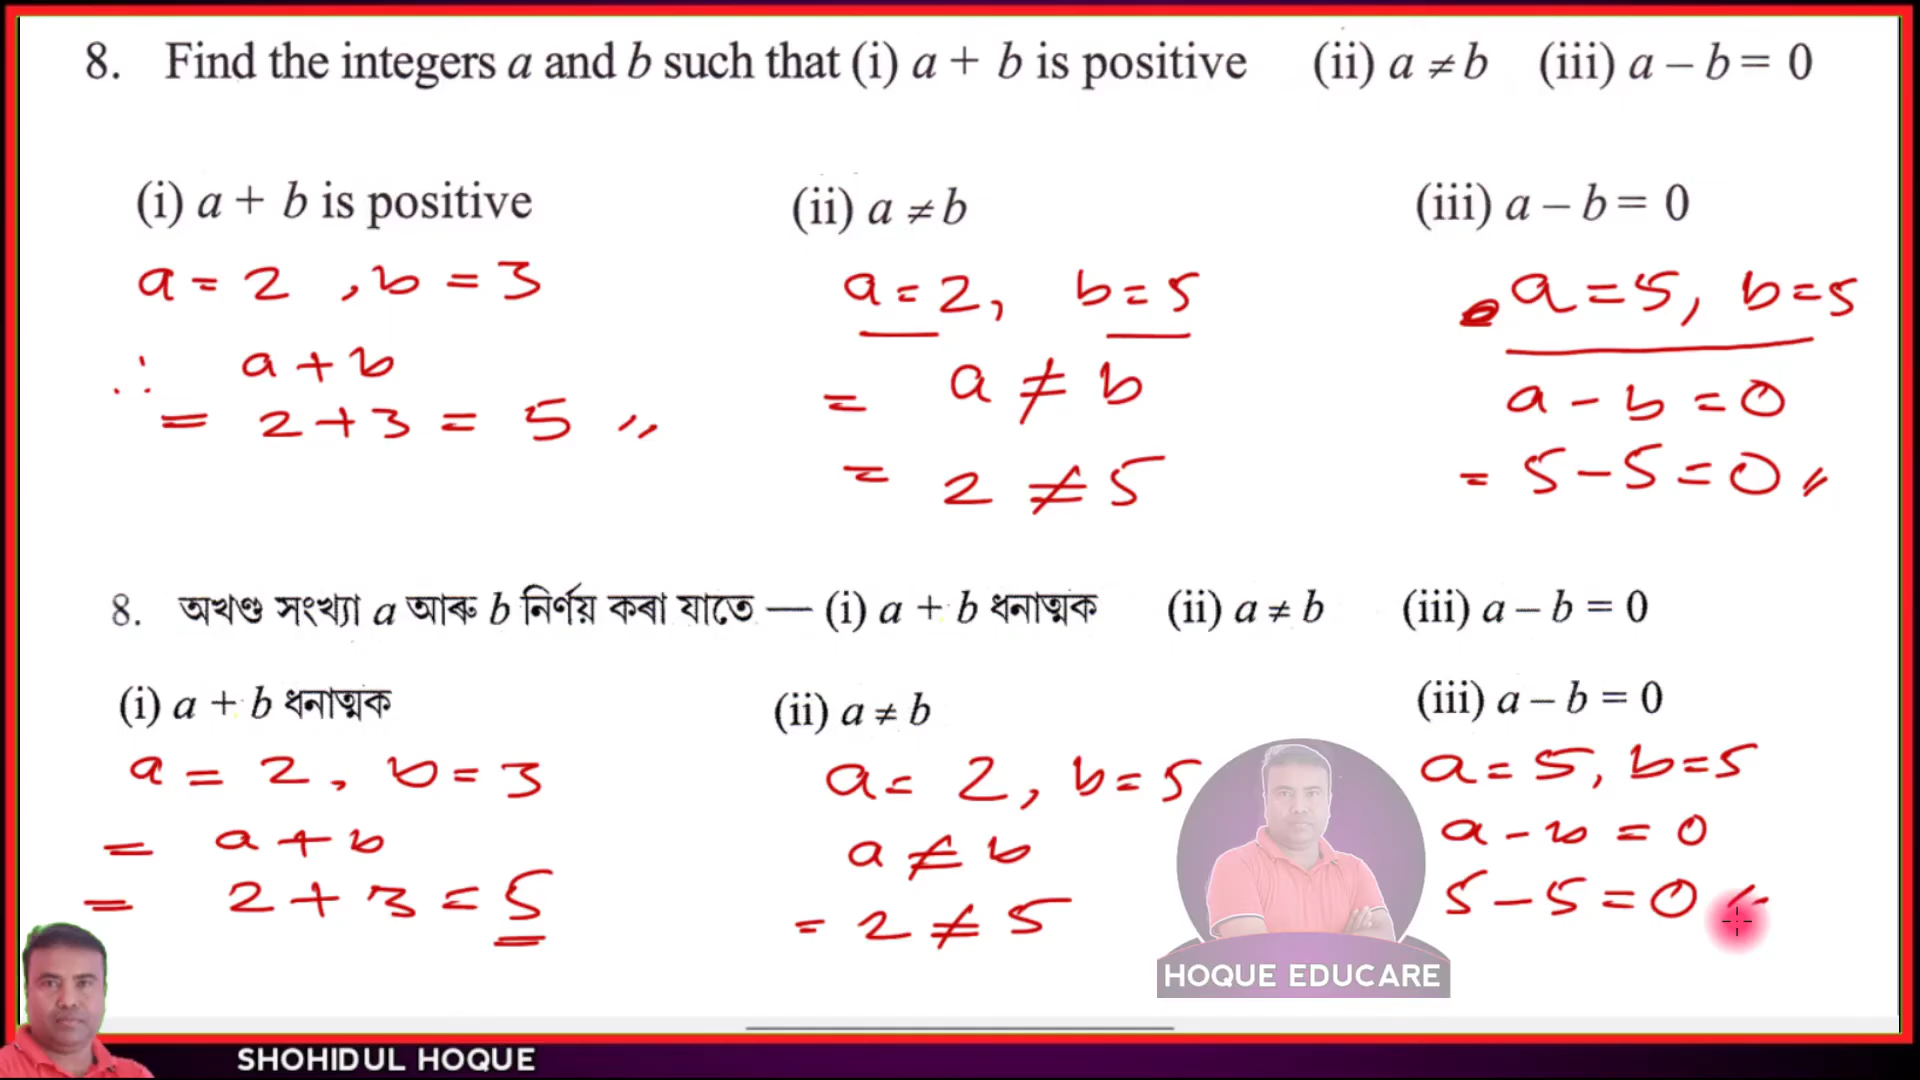 8. Find the integers a and b such that (i) a + b is positive (ii) a ≠ b (iii) a – b = 0
(i) a + b is positive
a = 2 , b = 3
∴ a + b
= 2 + 3 = 5 〃
(ii) a ≠ b
a = 2, b = 5
= a ≠ b
= 2 ≠ 5
(iii) a – b = 0
a = 5, b = 5
a - b = 0
= 5 - 5 = 0 〃
8. অখণ্ড সংখ্যা a আৰু b নিৰ্ণয় কৰা যাতে — (i) a + b ধনাত্মক (ii) a ≠ b (iii) a – b = 0
(i) a + b ধনাত্মক
a = 2, b = 3
= a + b
= 2 + 3 = 5
(ii) a ≠ b
a = 2, b = 5
a ≠ b
= 2 ≠ 5
(iii) a – b = 0
a = 5, b = 5
a - b = 0
5 - 5 = 0 〃
HOQUE EDUCARE
SHOHIDUL HOQUE